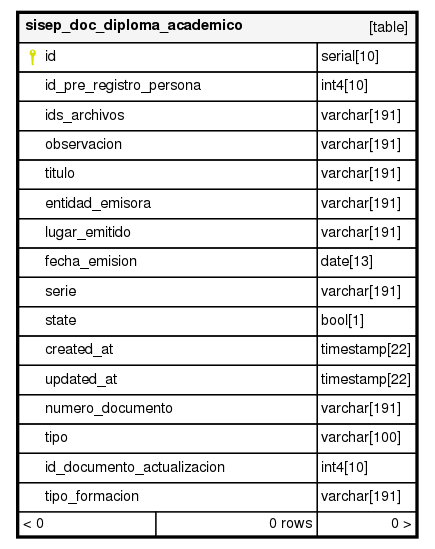 sisep_doc_diploma_academico [table]
id serial[10]
id_pre_registro_persona int4[10]
ids_archivos varchar[191]
observacion varchar[191]
titulo varchar[191]
entidad_emisora varchar[191]
lugar_emitido varchar[191]
fecha_emision date[13]
serie varchar[191]
state bool[1]
created_at timestamp[22]
updated_at timestamp[22]
numero_documento varchar[191]
tipo varchar[100]
id_documento_actualizacion int4[10]
tipo_formacion varchar[191]
< 0 0 rows 0 >